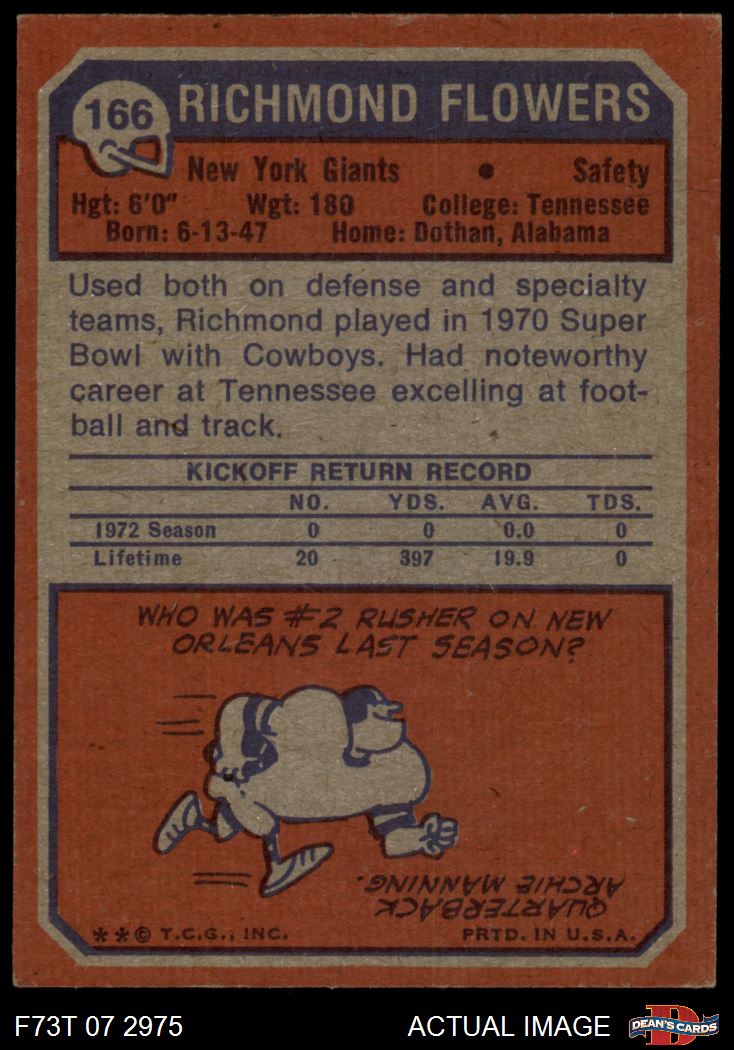 166 RICHMOND FLOWERS
New York Giants • Safety
Hgt: 6'0" Wgt: 180 College: Tennessee
Born: 6-13-47 Home: Dothan, Alabama
Used both on defense and specialty
teams, Richmond played in 1970 Super
Bowl with Cowboys. Had noteworthy
career at Tennessee excelling at foot-
ball and track.
KICKOFF RETURN RECORD
NO. YDS. AVG. TDS.
1972 Season 0 0 0.0 0
Lifetime 20 397 19.9 0
WHO WAS #2 RUSHER ON NEW
ORLEANS LAST SEASON?
QUARTERBACK
ARCHIE MANNING.
**© T.C.G., INC. PRTD. IN U.S.A.
F73T 07 2975 ACTUAL IMAGE D DEAN'S CARDS